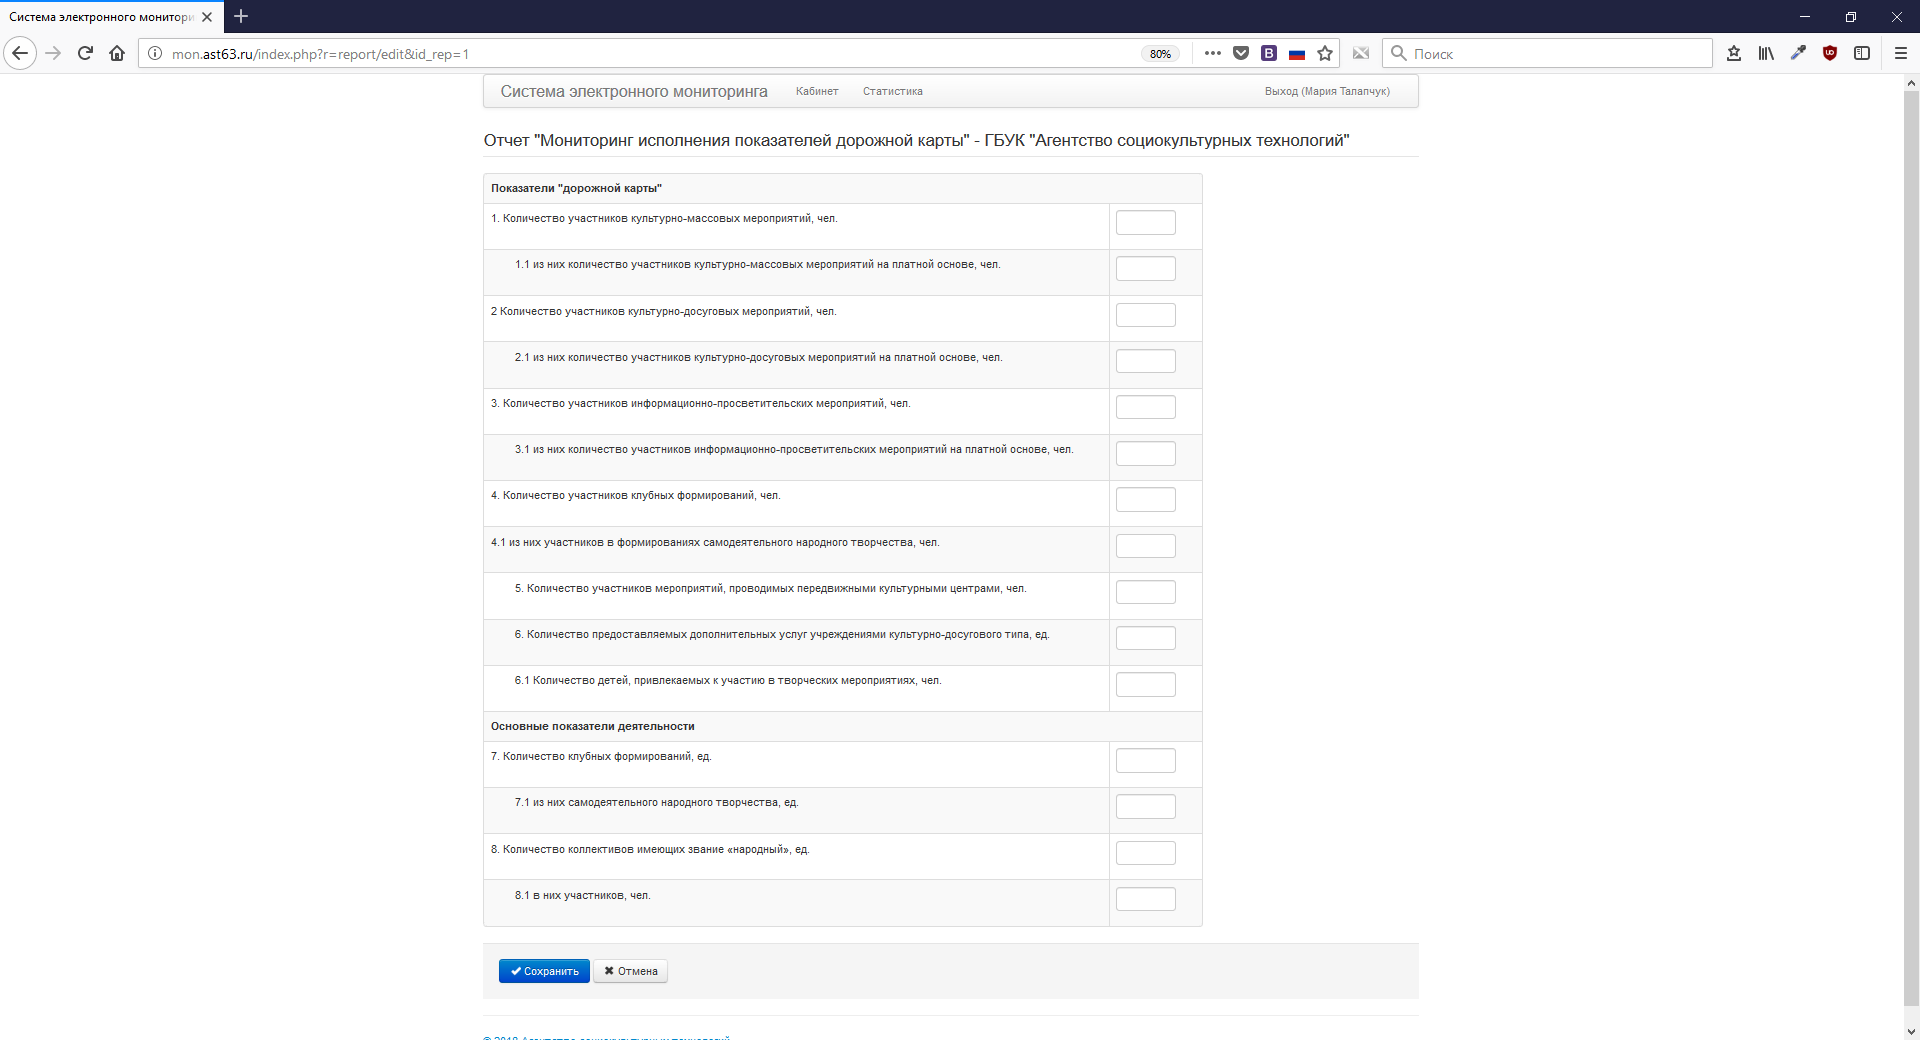 Система электронного монитори
mon.ast63.ru/index.php?r=report/edit&id_rep=1
80%
Поиск
Система электронного мониторинга
Кабинет
Статистика
Выход (Мария Талапчук)
Отчет "Мониторинг исполнения показателей дорожной карты" - ГБУК "Агентство социокультурных технологий"
Показатели "дорожной карты"
1. Количество участников культурно-массовых мероприятий, чел.
1.1 из них количество участников культурно-массовых мероприятий на платной основе, чел.
2 Количество участников культурно-досуговых мероприятий, чел.
2.1 из них количество участников культурно-досуговых мероприятий на платной основе, чел.
3. Количество участников информационно-просветительских мероприятий, чел.
3.1 из них количество участников информационно-просветительских мероприятий на платной основе, чел.
4. Количество участников клубных формирований, чел.
4.1 из них участников в формированиях самодеятельного народного творчества, чел.
5. Количество участников мероприятий, проводимых передвижными культурными центрами, чел.
6. Количество предоставляемых дополнительных услуг учреждениями культурно-досугового типа, ед.
6.1 Количество детей, привлекаемых к участию в творческих мероприятиях, чел.
Основные показатели деятельности
7. Количество клубных формирований, ед.
7.1 из них самодеятельного народного творчества, ед.
8. Количество коллективов имеющих звание «народный», ед.
8.1 в них участников, чел.
Сохранить
Отмена
© 2018 Агентство социокультурных технологий